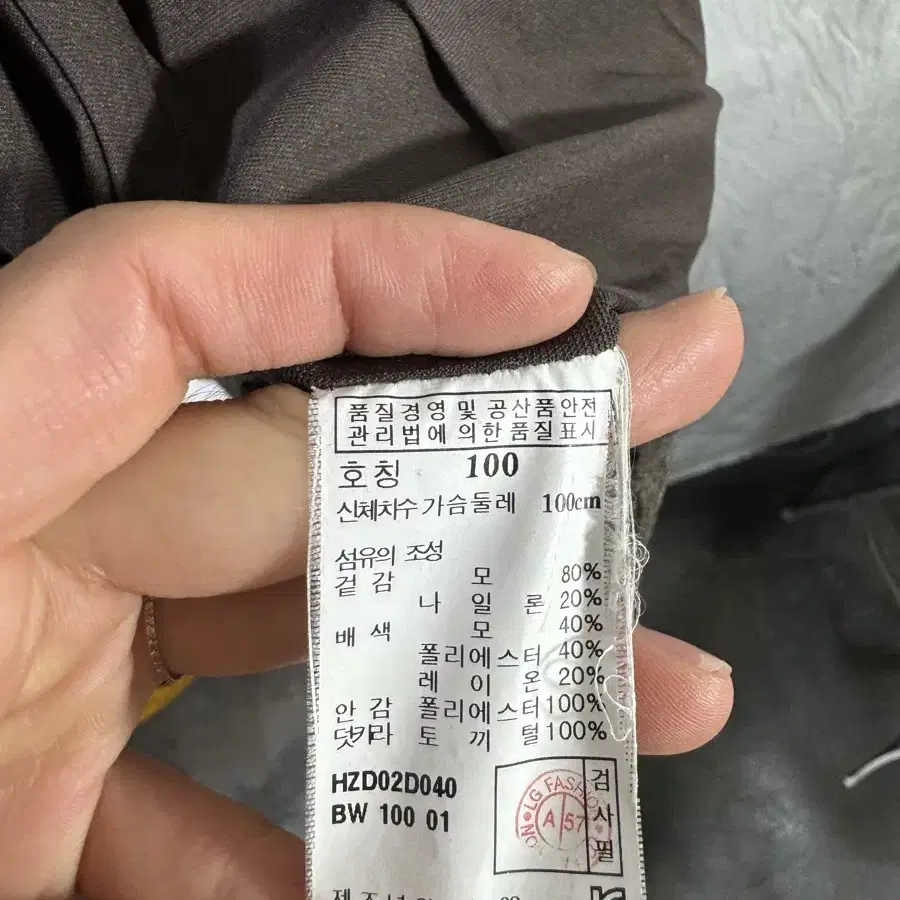 품질경영 및 공산품안전
관리법에 의한 품질표시
호칭 100
신체치수 가슴둘레 100cm
섬유의 조성
겉감 모 80%
나일론 20%
배색 모 40%
폴리에스터 40%
레이온 20%
안감 폴리에스터 100%
덧카라 토끼털 100%
HZD02D040
BW 100 01
검사필
LG FASHION
A 57